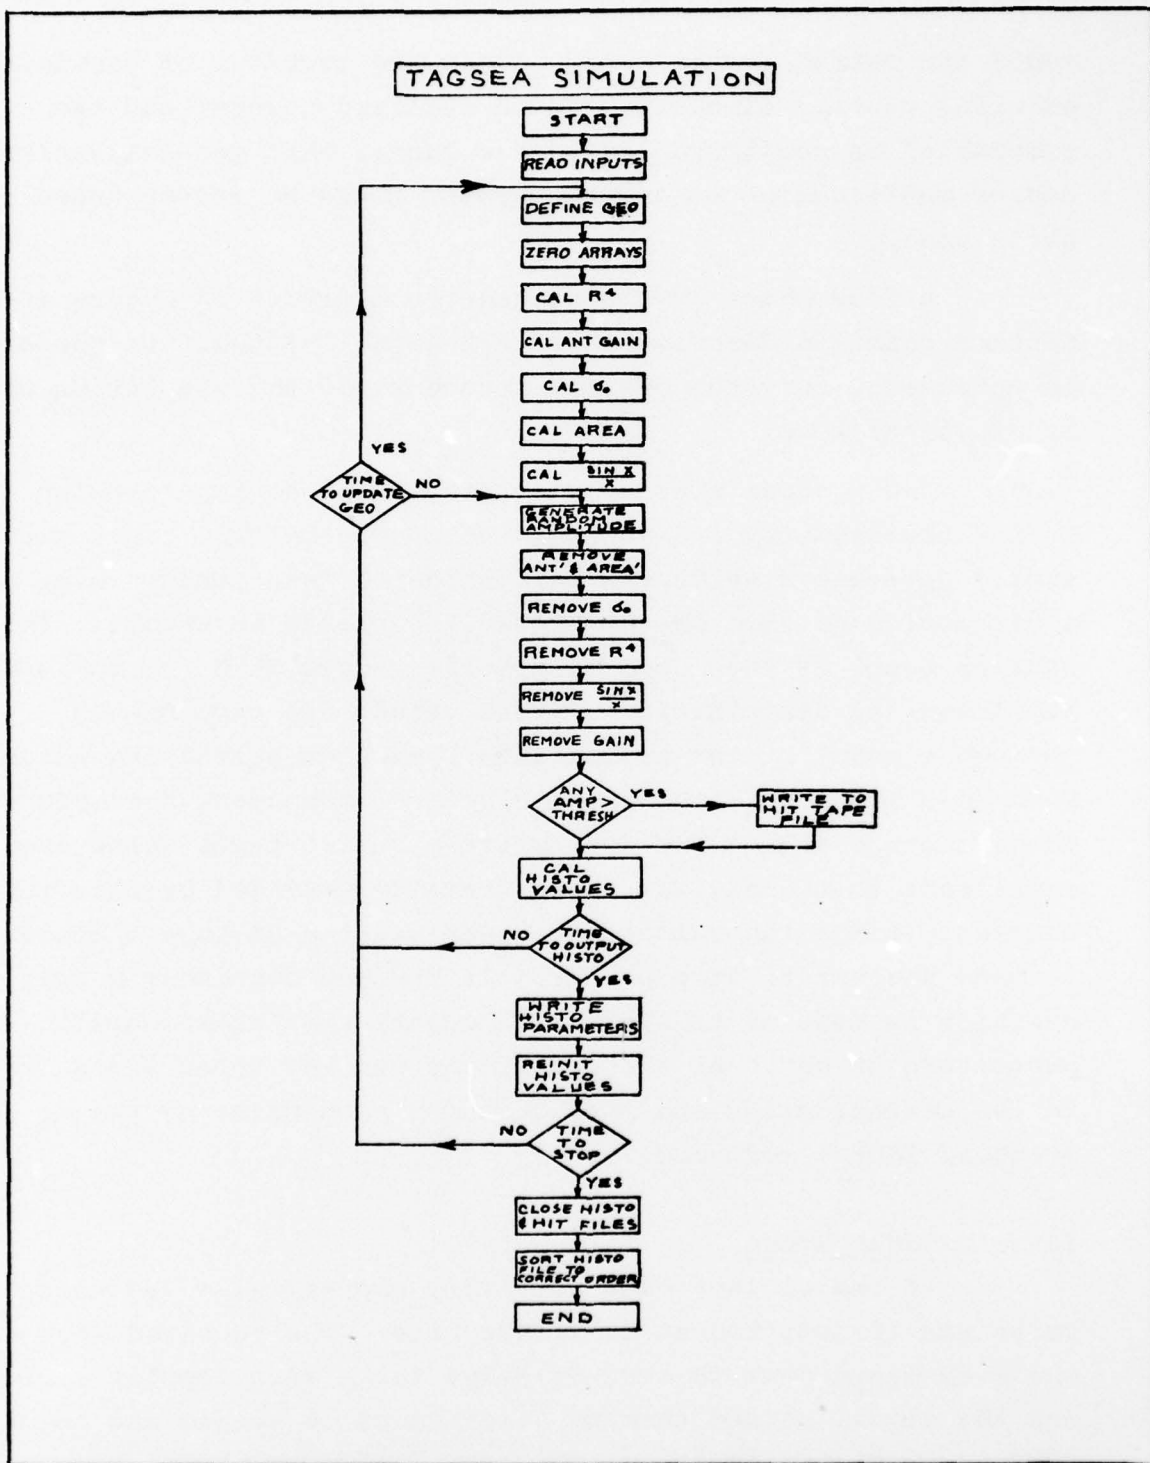 TAGSEA SIMULATION
START
READ INPUTS
DEFINE GEO
ZERO ARRAYS
CAL R⁴
CAL ANT GAIN
CAL σ₀
CAL AREA
YES
CAL SIN X
X
TIME
TO UPDATE
GEO
NO
GENERATE
RANDOM
AMPLITUDE
REMOVE
ANT' & AREA'
REMOVE σ₀
REMOVE R⁴
REMOVE SIN X
X
REMOVE GAIN
ANY
AMP >
THRESH
YES
WRITE TO
HIT TAPE
FILE
CAL
HISTO
VALUES
NO
TIME
TO OUTPUT
HISTO
YES
WRITE
HISTO
PARAMETERS
REINIT
HISTO
VALUES
NO
TIME
TO
STOP
YES
CLOSE HISTO
& HIT FILES
SORT HISTO
FILE TO
CORRECT ORDER
END